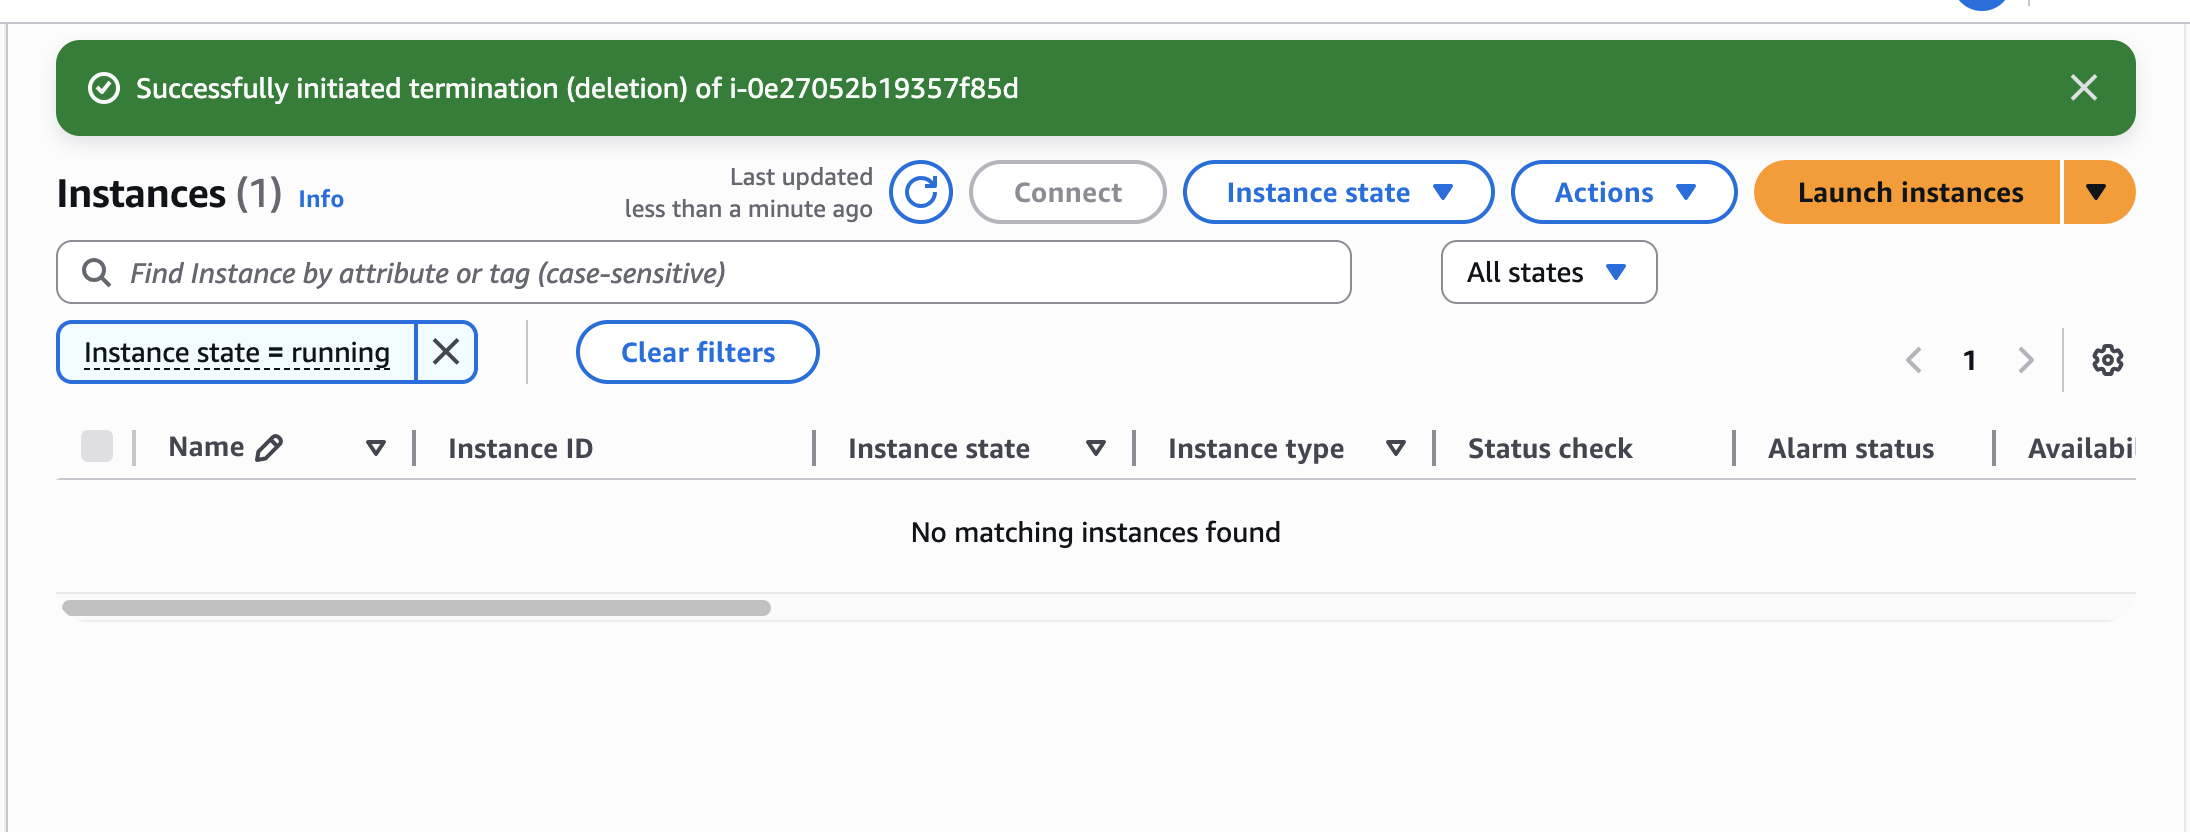 Successfully initiated termination (deletion) of i-0e27052b19357f85d
Instances (1) Info
Last updated
less than a minute ago
Connect
Instance state
Actions
Launch instances
Find Instance by attribute or tag (case-sensitive)
All states
Instance state = running
Clear filters
1
Name
Instance ID
Instance state
Instance type
Status check
Alarm status
Availabi
No matching instances found